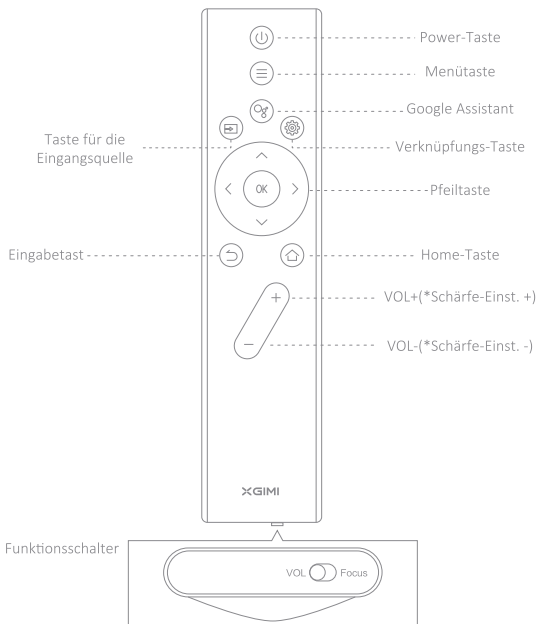 Power-Taste
Menütaste
Google Assistant
Taste für die
Eingangsquelle
Verknüpfungs-Taste
OK
Pfeiltaste
Eingabetast
Home-Taste
VOL+(*Schärfe-Einst. +)
VOL-(*Schärfe-Einst. -)
XGIMI
Funktionsschalter
VOL Focus